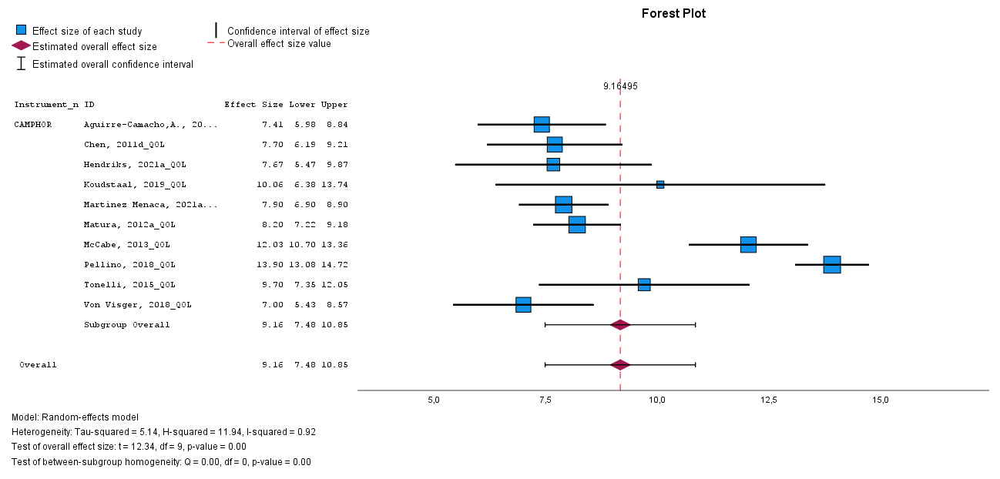 Forest Plot
Effect size of each study
Confidence interval of effect size
Estimated overall effect size
Overall effect size value
Estimated overall confidence interval
9.16495
Instrument_n ID Effect Size Lower Upper
CAMPHOR Aguirre-Camacho,A., 20... 7.41 5.98 8.84
Chen, 2011d_QOL 7.70 6.19 9.21
Hendriks, 2021a_QOL 7.67 5.47 9.87
Koudstaal, 2019_QOL 10.06 6.38 13.74
Martínez Menaca, 2021a... 7.90 6.90 8.90
Matura, 2012a_QOL 8.20 7.22 9.18
McCabe, 2013_QOL 12.03 10.70 13.36
Pellino, 2018_QOL 13.90 13.08 14.72
Tonelli, 2015_QOL 9.70 7.35 12.05
Von Visger, 2018_QOL 7.00 5.43 8.57
Subgroup Overall 9.16 7.48 10.85
Overall 9.16 7.48 10.85
5,0 7,5 10,0 12,5 15,0
Model: Random-effects model
Heterogeneity: Tau-squared = 5.14, H-squared = 11.94, I-squared = 0.92
Test of overall effect size: t = 12.34, df = 9, p-value = 0.00
Test of between-subgroup homogeneity: Q = 0.00, df = 0, p-value = 0.00